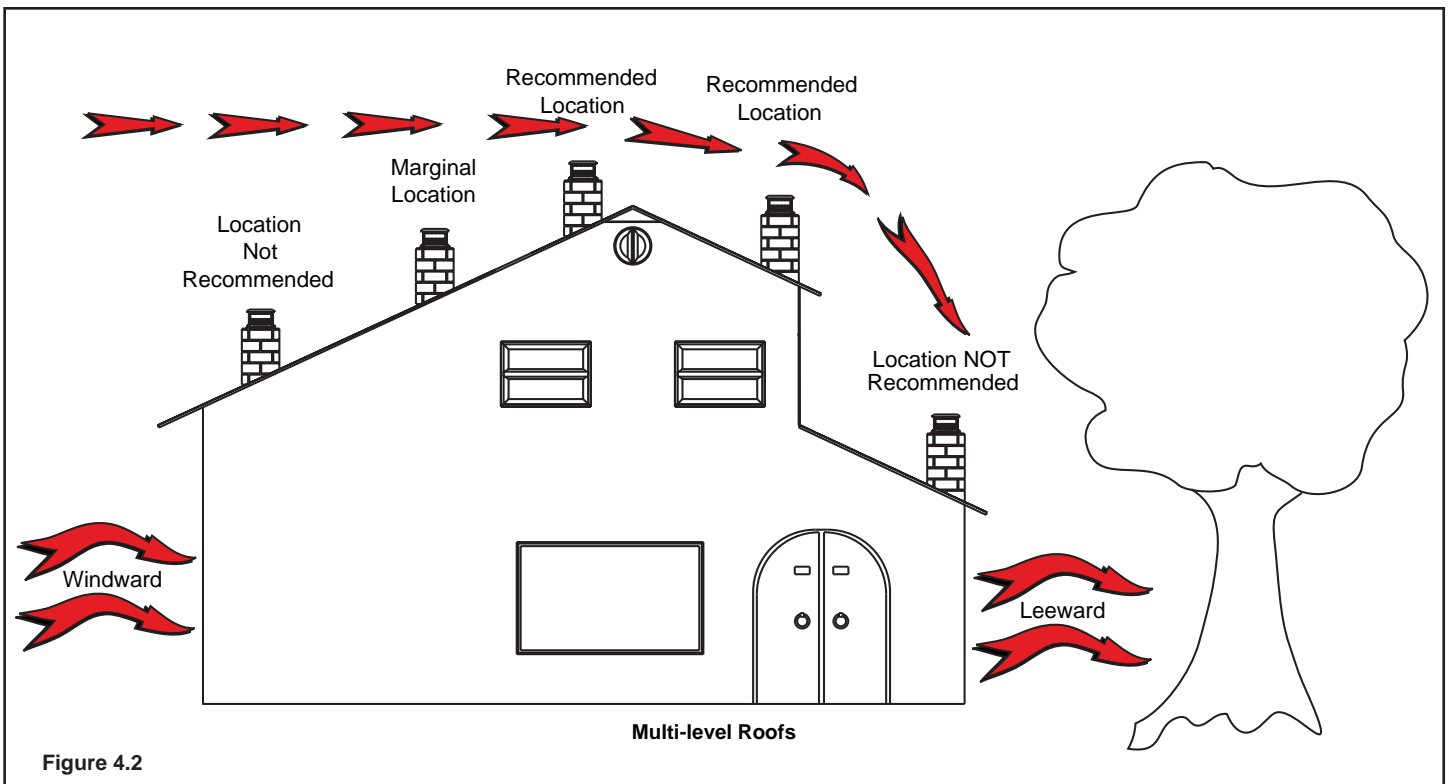 Recommended
Location
Recommended
Location
Marginal
Location
Location
Not
Recommended
Location NOT
Recommended
Windward
Leeward
Multi-level Roofs
Figure 4.2